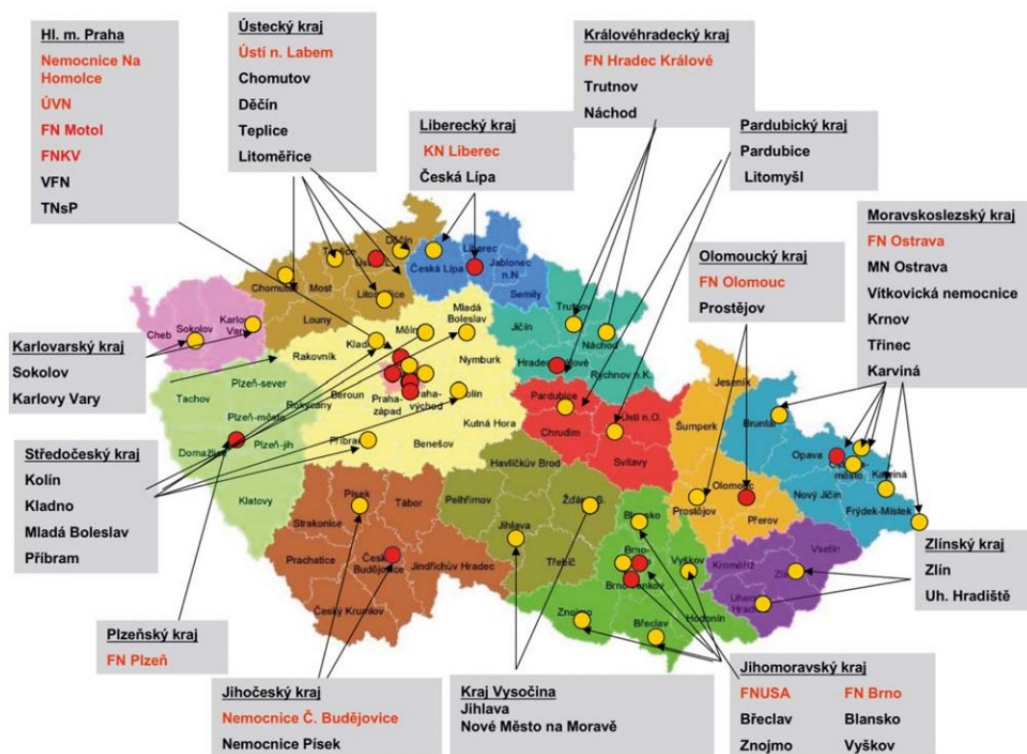 Hl. m. Praha
Nemocnice Na
Homolce
ÚVN
FN Motol
FNKV
VFN
TNsP
Ústecký kraj
Ústí n. Labem
Chomutov
Děčín
Teplice
Litoměřice
Liberecký kraj
KN Liberec
Česká Lípa
Královéhradecký kraj
FN Hradec Králové
Trutnov
Náchod
Pardubický kraj
Pardubice
Litomyšl
Olomoucký kraj
FN Olomouc
Prostějov
Moravskoslezský kraj
FN Ostrava
MN Ostrava
Vítkovická nemocnice
Krnov
Třinec
Karviná
Karlovarský kraj
Sokolov
Karlovy Vary
Středočeský kraj
Kolín
Kladno
Mladá Boleslav
Příbram
Plzeňský kraj
FN Plzeň
Jihočeský kraj
Nemocnice Č. Budějovice
Nemocnice Písek
Kraj Vysočina
Jihlava
Nové Město na Moravě
Jihomoravský kraj
FNUSA FN Brno
Břeclav Blansko
Znojmo Vyškov
Zlínský kraj
Zlín
Uh. Hradiště
Cheb
Sokolov
Most
Louny
Česká Lípa
Liberec
Jablonec
n.N.
Semily
Trutnov
Jičín
Náchod
Rychnov n.K.
Mladá
Boleslav
Nymburk
Rakovník
Beroun
Praha-
západ
Kutná Hora
Benešov
Tachov
Plzeň-sever
Plzeň-město
Rokycany
Plzeň-jih
Klatovy
Pardubice
Chrudim
Ústí n.O.
Svitavy
Jeseník
Šumperk
Olomouc
Prostějov
Přerov
Bruntál
Opava
Nový Jičín
Karviná
Frýdek-Místek
Havlíčkův Brod
Pelhřimov
Jihlava
Třebíč
Písek
Tábor
Strakonice
Prachatice
České
Budějovice
Jindřichův Hradec
Český Krumlov
Blansko
Vyškov
Znojmo
Břeclav
Hodonín
Kroměříž
Vsetín